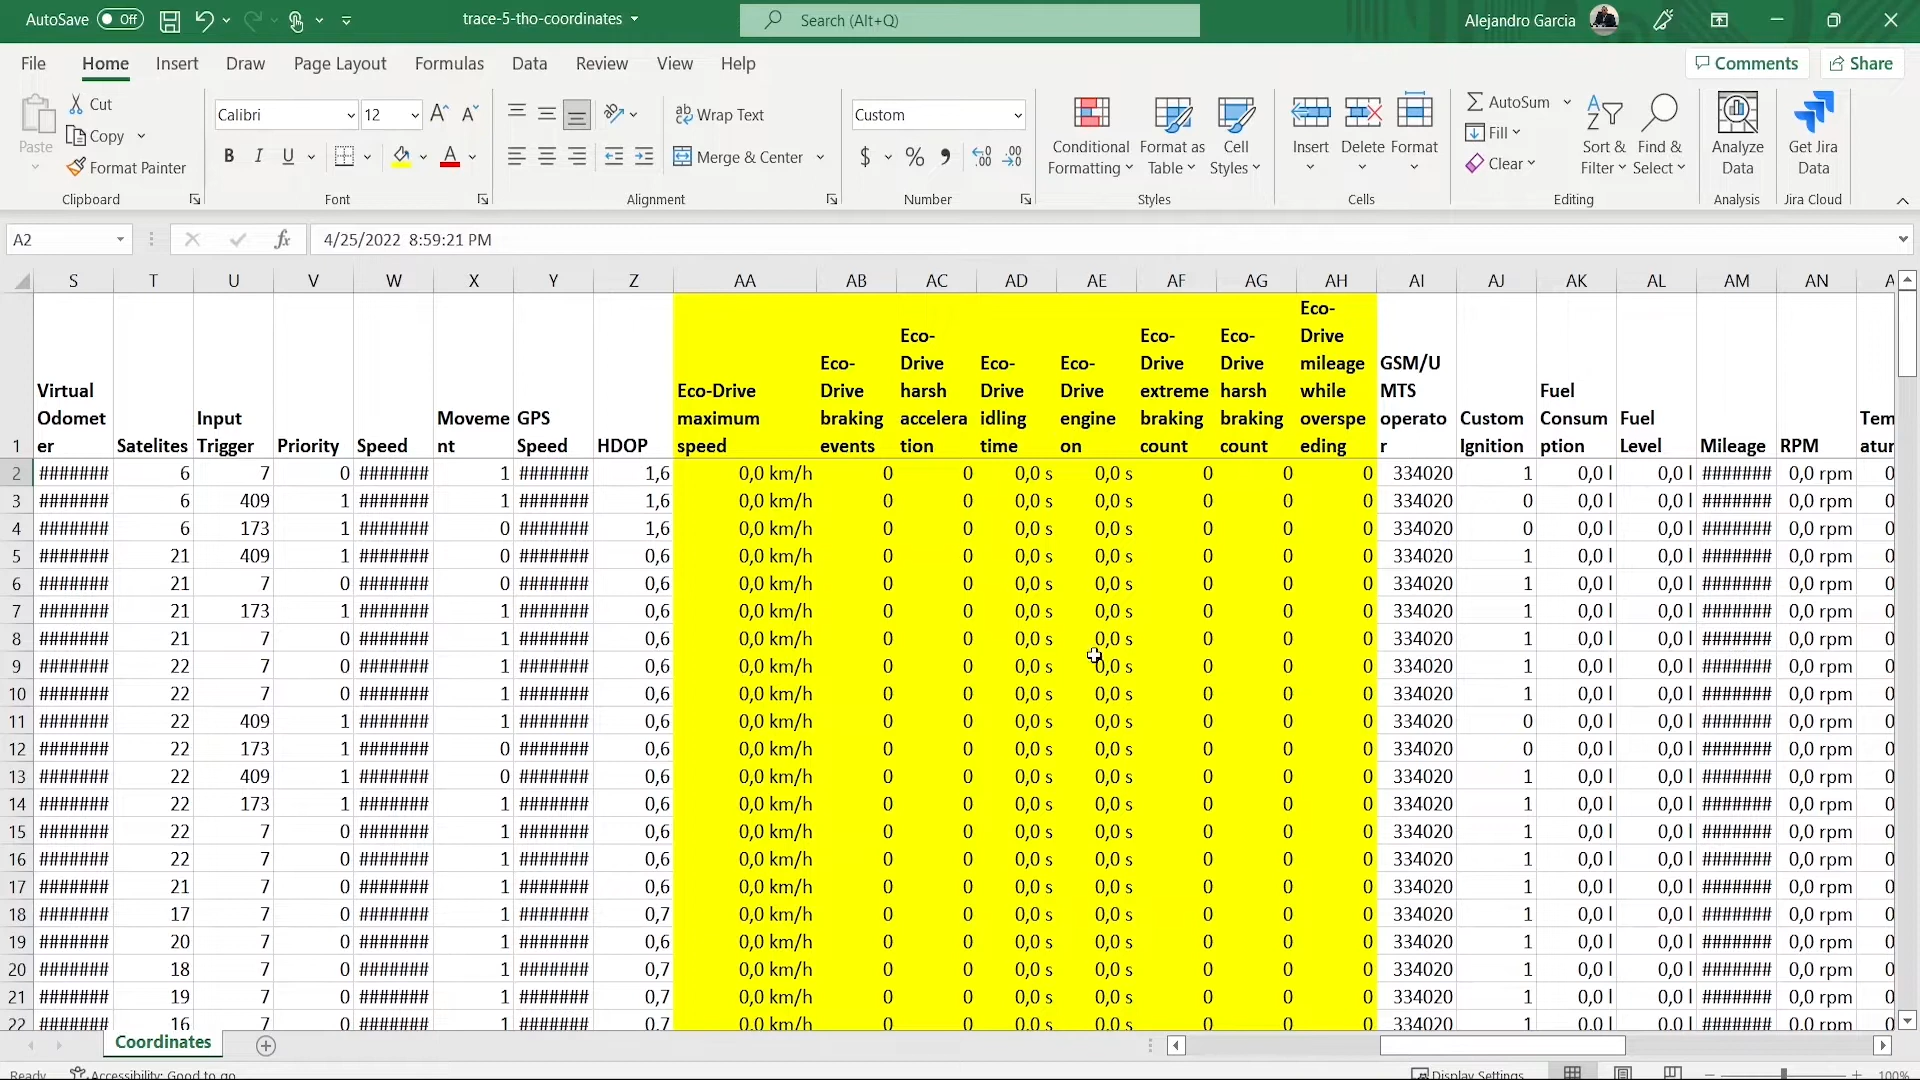 AutoSave Off trace-5-tho-coordinates Search (Alt+Q) Alejandro Garcia
File Home Insert Draw Page Layout Formulas Data Review View Help Comments Share
Paste Cut Copy Format Painter
Calibri 12
B I U
Wrap Text
Merge & Center
Custom
$ %
Conditional Formatting Format as Table Cell Styles
Insert Delete Format
AutoSum Fill Clear
Sort & Filter Find & Select
Analyze Data Get Jira Data
Clipboard Font Alignment Number Styles Cells Editing Analysis Jira Cloud
A2 fx 4/25/2022 8:59:21 PM
S T U V W X Y Z AA AB AC AD AE AF AG AH AI AJ AK AL AM AN A
1 Virtual Odometer Satelites Input Trigger Priority Speed Movement GPS Speed HDOP Eco-Drive maximum speed Eco-Drive braking events Eco-Drive harsh acceleration Eco-Drive idling time Eco-Drive engine on Eco-Drive extreme braking count Eco-Drive harsh braking count Eco-Drive mileage while overspeeding GSM/UMTS operator Custom Ignition Fuel Consumption Fuel Level Mileage RPM Tem atur
2 ####### 6 7 0 ####### 1 ####### 1,6 0,0 km/h 0 0 0,0 s 0,0 s 0 0 0 334020 1 0,0 l 0,0 l ####### 0,0 rpm 0
3 ####### 6 409 1 ####### 1 ####### 1,6 0,0 km/h 0 0 0,0 s 0,0 s 0 0 0 334020 0 0,0 l 0,0 l ####### 0,0 rpm 0
4 ####### 6 173 1 ####### 0 ####### 1,6 0,0 km/h 0 0 0,0 s 0,0 s 0 0 0 334020 0 0,0 l 0,0 l ####### 0,0 rpm 0
5 ####### 21 409 1 ####### 0 ####### 0,6 0,0 km/h 0 0 0,0 s 0,0 s 0 0 0 334020 1 0,0 l 0,0 l ####### 0,0 rpm 0
6 ####### 21 7 0 ####### 0 ####### 0,6 0,0 km/h 0 0 0,0 s 0,0 s 0 0 0 334020 1 0,0 l 0,0 l ####### 0,0 rpm 0
7 ####### 21 173 1 ####### 1 ####### 0,6 0,0 km/h 0 0 0,0 s 0,0 s 0 0 0 334020 1 0,0 l 0,0 l ####### 0,0 rpm 0
8 ####### 21 7 0 ####### 1 ####### 0,6 0,0 km/h 0 0 0,0 s 0,0 s 0 0 0 334020 1 0,0 l 0,0 l ####### 0,0 rpm 0
9 ####### 22 7 0 ####### 1 ####### 0,6 0,0 km/h 0 0 0,0 s 0,0 s 0 0 0 334020 1 0,0 l 0,0 l ####### 0,0 rpm 0
10 ####### 22 7 0 ####### 1 ####### 0,6 0,0 km/h 0 0 0,0 s 0,0 s 0 0 0 334020 1 0,0 l 0,0 l ####### 0,0 rpm 0
11 ####### 22 409 1 ####### 1 ####### 0,6 0,0 km/h 0 0 0,0 s 0,0 s 0 0 0 334020 0 0,0 l 0,0 l ####### 0,0 rpm 0
12 ####### 22 173 1 ####### 0 ####### 0,6 0,0 km/h 0 0 0,0 s 0,0 s 0 0 0 334020 0 0,0 l 0,0 l ####### 0,0 rpm 0
13 ####### 22 409 1 ####### 0 ####### 0,6 0,0 km/h 0 0 0,0 s 0,0 s 0 0 0 334020 1 0,0 l 0,0 l ####### 0,0 rpm 0
14 ####### 22 173 1 ####### 1 ####### 0,6 0,0 km/h 0 0 0,0 s 0,0 s 0 0 0 334020 1 0,0 l 0,0 l ####### 0,0 rpm 0
15 ####### 22 7 0 ####### 1 ####### 0,6 0,0 km/h 0 0 0,0 s 0,0 s 0 0 0 334020 1 0,0 l 0,0 l ####### 0,0 rpm 0
16 ####### 22 7 0 ####### 1 ####### 0,6 0,0 km/h 0 0 0,0 s 0,0 s 0 0 0 334020 1 0,0 l 0,0 l ####### 0,0 rpm 0
17 ####### 21 7 0 ####### 1 ####### 0,6 0,0 km/h 0 0 0,0 s 0,0 s 0 0 0 334020 1 0,0 l 0,0 l ####### 0,0 rpm 0
18 ####### 17 7 0 ####### 1 ####### 0,7 0,0 km/h 0 0 0,0 s 0,0 s 0 0 0 334020 1 0,0 l 0,0 l ####### 0,0 rpm 0
19 ####### 20 7 0 ####### 1 ####### 0,6 0,0 km/h 0 0 0,0 s 0,0 s 0 0 0 334020 1 0,0 l 0,0 l ####### 0,0 rpm 0
20 ####### 18 7 0 ####### 1 ####### 0,7 0,0 km/h 0 0 0,0 s 0,0 s 0 0 0 334020 1 0,0 l 0,0 l ####### 0,0 rpm 0
21 ####### 19 7 0 ####### 1 ####### 0,7 0,0 km/h 0 0 0,0 s 0,0 s 0 0 0 334020 1 0,0 l 0,0 l ####### 0,0 rpm 0
22 ####### 16 7 0 ####### 1 ####### 0,7 0,0 km/h 0 0 0,0 s 0,0 s 0 0 0 334020 1 0,0 l 0,0 l ####### 0,0 rpm 0
Coordinates
Ready Accessibility: Good to go Display Settings 100%